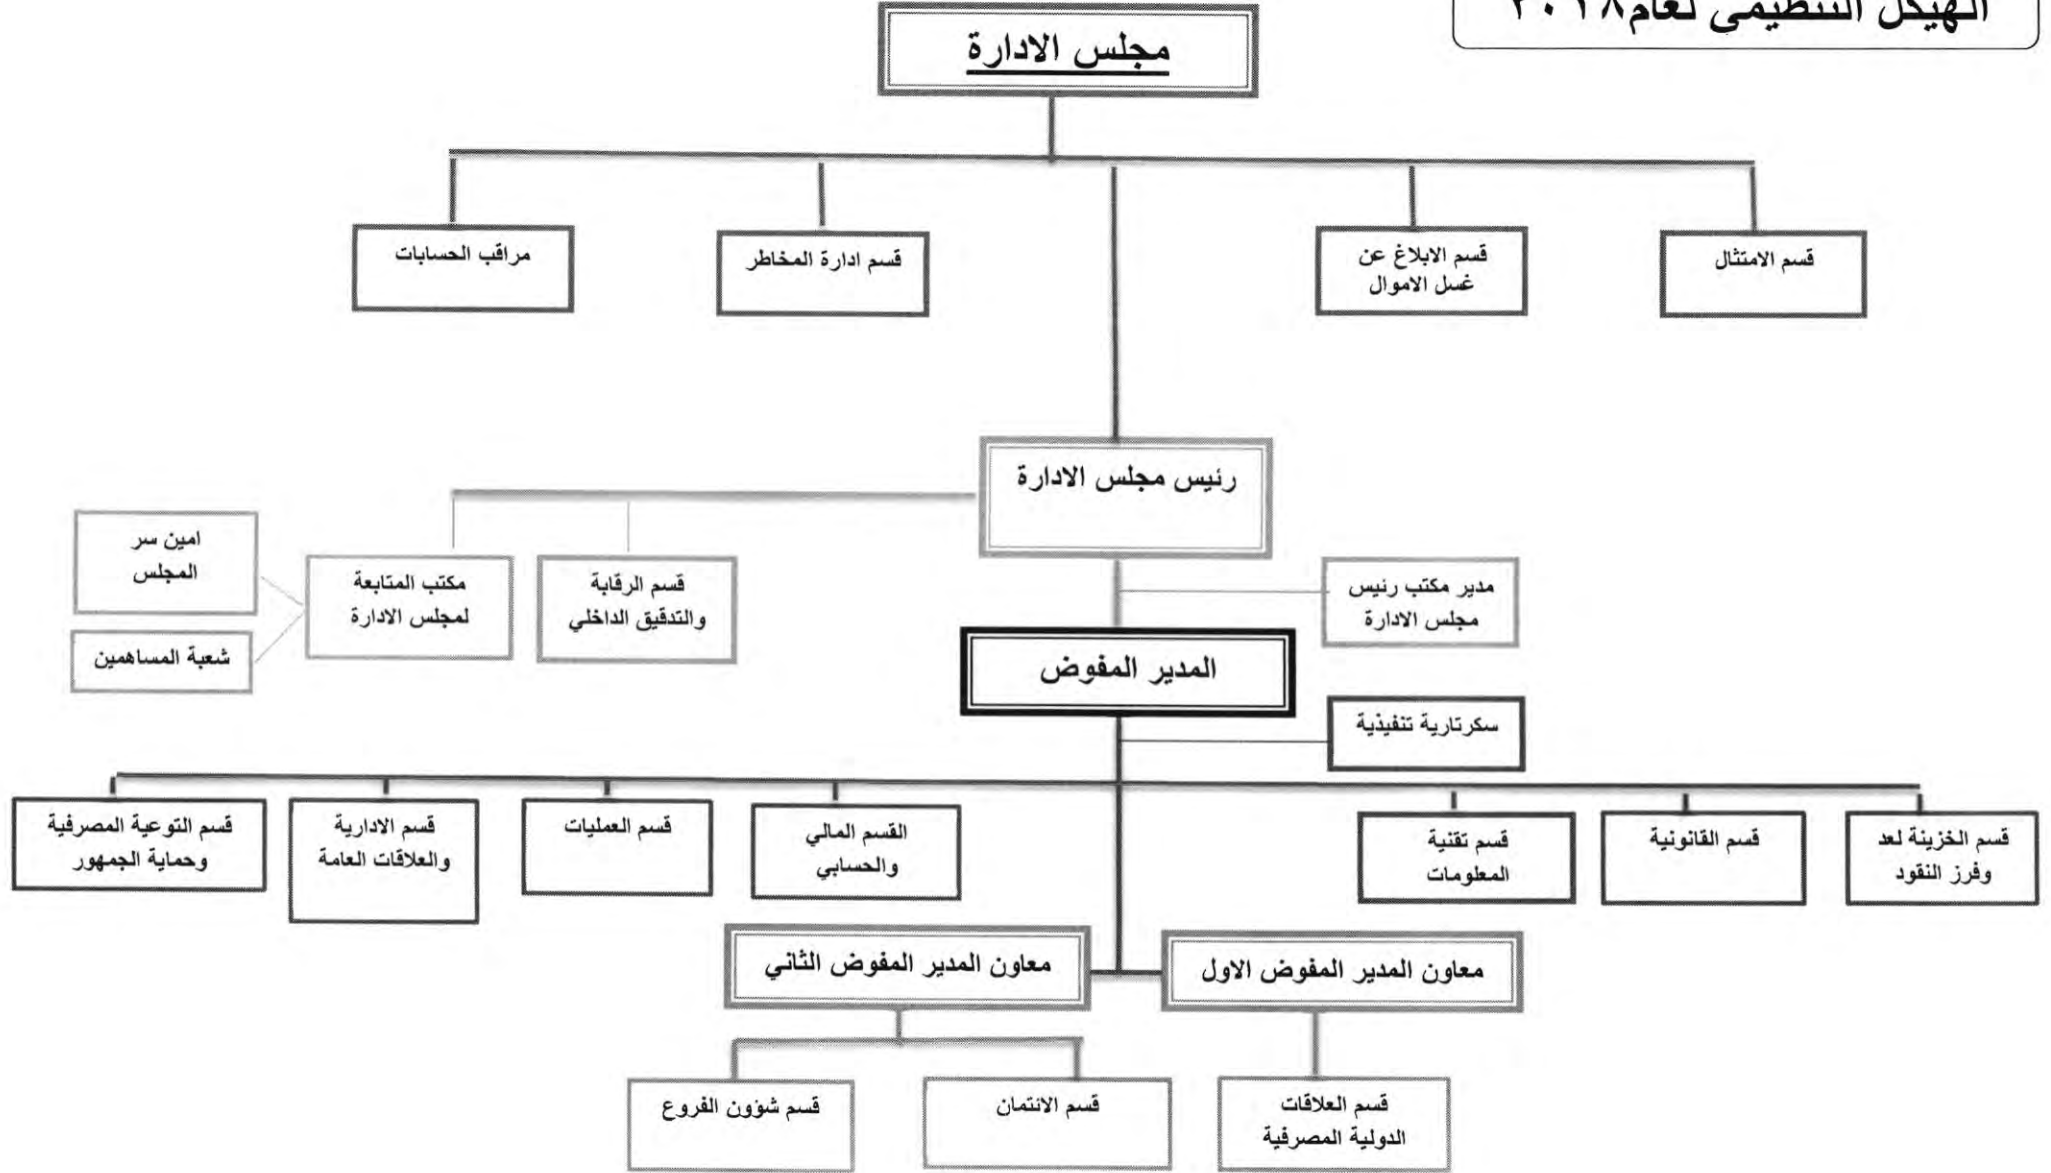 الهيكل التنظيمي لعام ٢٠١٨
مجلس الادارة
قسم الامتثال
قسم الابلاغ عن
غسل الاموال
قسم ادارة المخاطر
مراقب الحسابات
رئيس مجلس الادارة
مدير مكتب رئيس
مجلس الادارة
قسم الرقابة
والتدقيق الداخلي
مكتب المتابعة
لمجلس الادارة
امين سر
المجلس
شعبة المساهمين
المدير المفوض
سكرتارية تنفيذية
قسم الخزينة لعد
وفرز النقود
قسم القانونية
قسم تقنية
المعلومات
القسم المالي
والحسابي
قسم العمليات
قسم الادارية
والعلاقات العامة
قسم التوعية المصرفية
وحماية الجمهور
معاون المدير المفوض الاول
معاون المدير المفوض الثاني
قسم العلاقات
الدولية المصرفية
قسم الائتمان
قسم شؤون الفروع